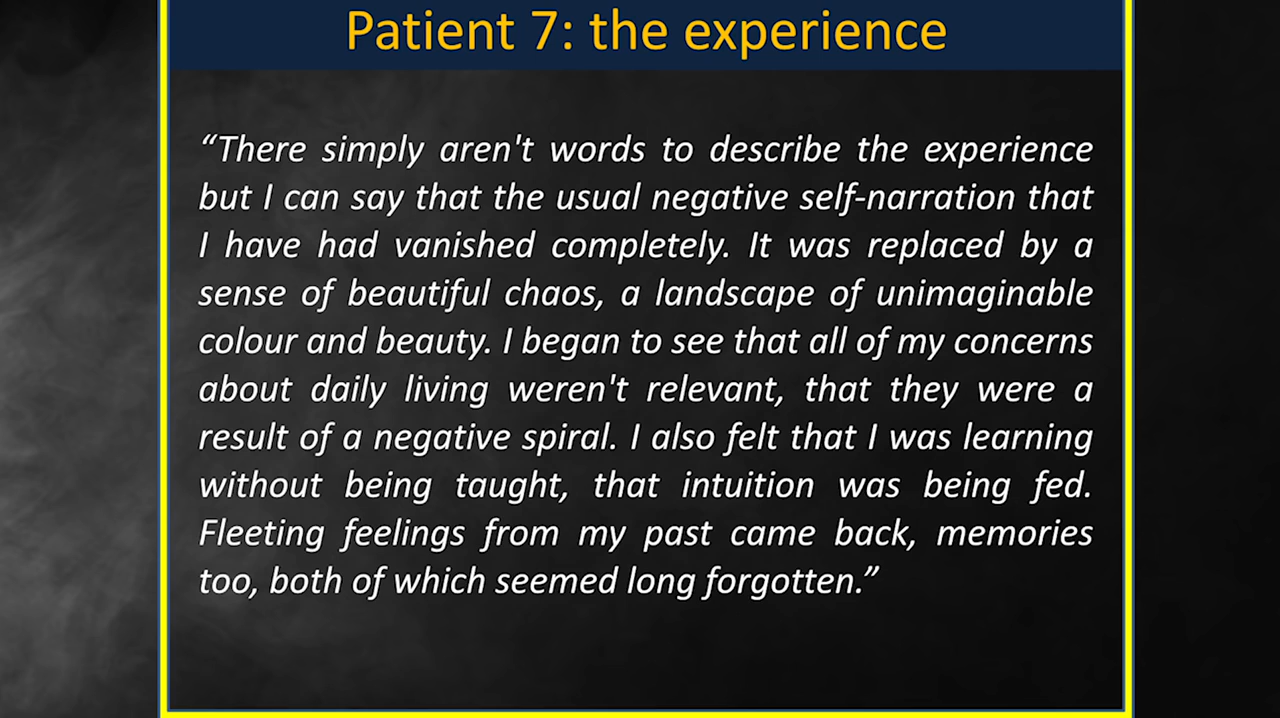 Patient 7: the experience
“There simply aren't words to describe the experience
but I can say that the usual negative self-narration that
I have had vanished completely. It was replaced by a
sense of beautiful chaos, a landscape of unimaginable
colour and beauty. I began to see that all of my concerns
about daily living weren't relevant, that they were a
result of a negative spiral. I also felt that I was learning
without being taught, that intuition was being fed.
Fleeting feelings from my past came back, memories
too, both of which seemed long forgotten.”